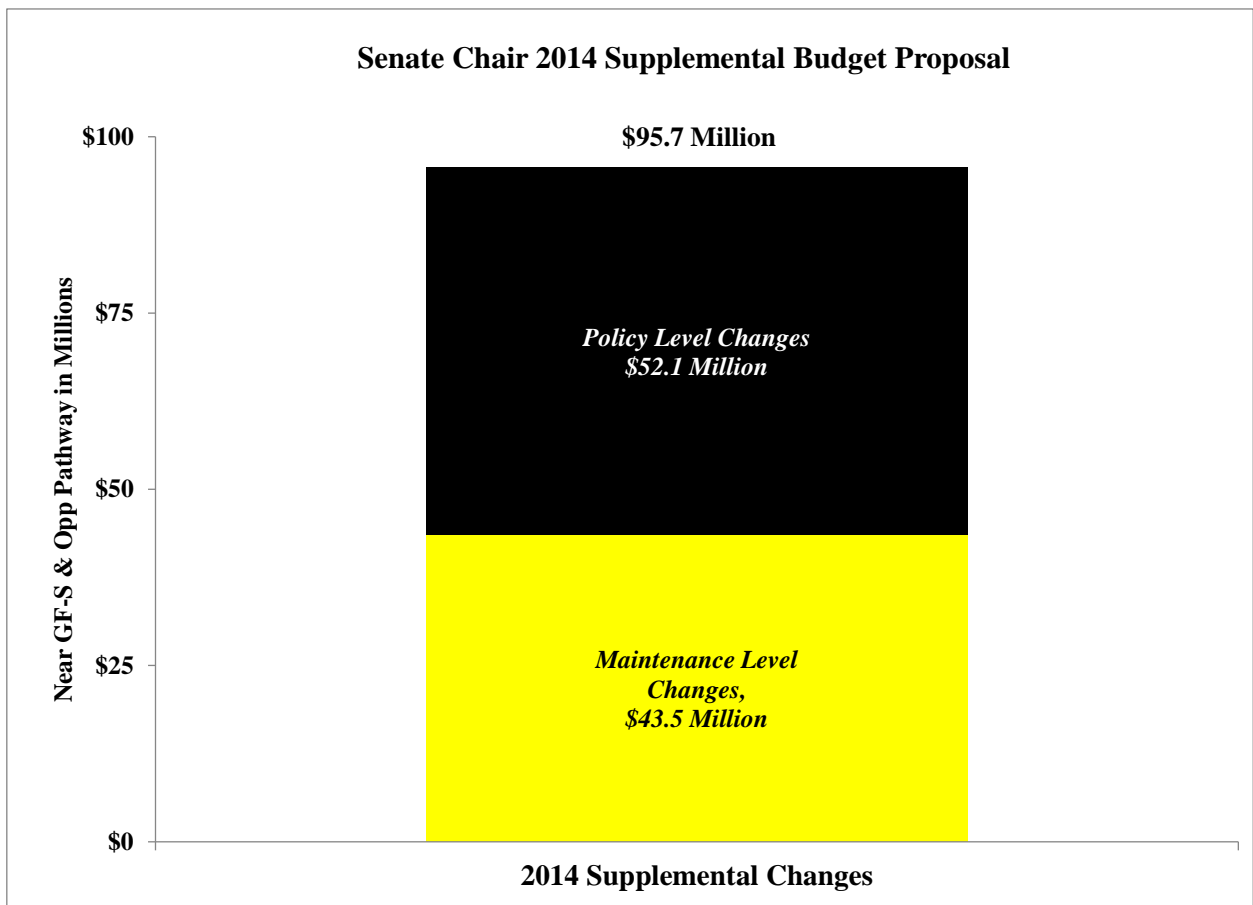 Senate Chair 2014 Supplemental Budget Proposal
$95.7 Million
$100
$75
$50
$25
$0
Near GF-S & Opp Pathway in Millions
Policy Level Changes
$52.1 Million
Maintenance Level
Changes,
$43.5 Million
2014 Supplemental Changes